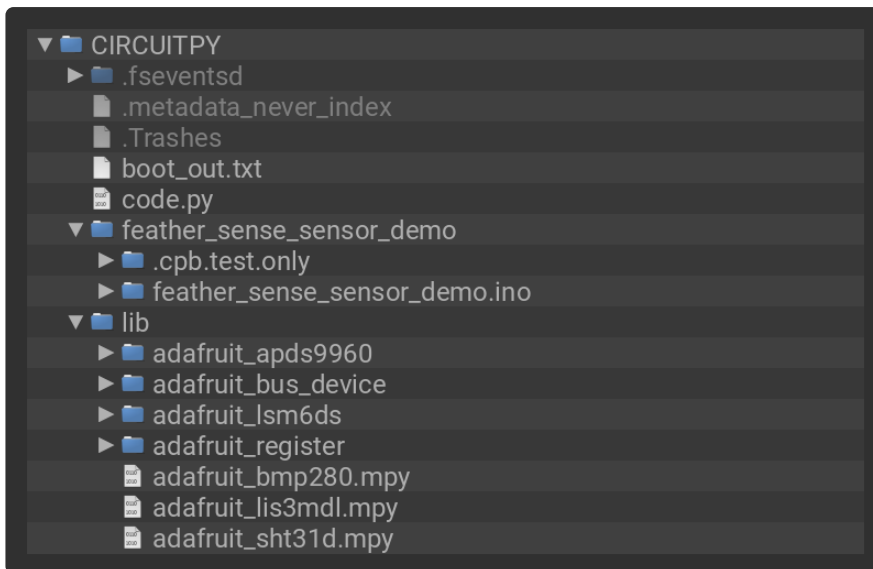 CIRCUITPY
.fseventsd
.metadata_never_index
.Trashes
boot_out.txt
code.py
feather_sense_sensor_demo
.cpb.test.only
feather_sense_sensor_demo.ino
lib
adafruit_apds9960
adafruit_bus_device
adafruit_lsm6ds
adafruit_register
adafruit_bmp280.mpy
adafruit_lis3mdl.mpy
adafruit_sht31d.mpy